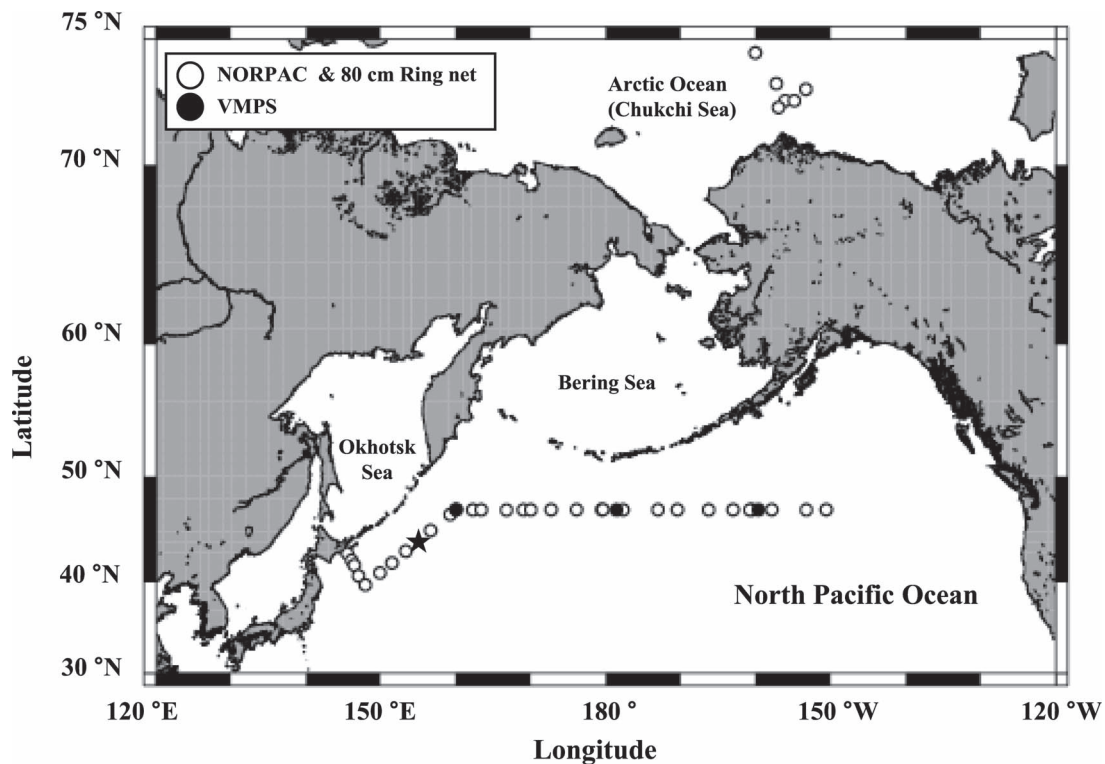 75 °N
NORPAC & 80 cm Ring net
VMPS
Arctic Ocean
(Chukchi Sea)
70 °N
60 °N
Bering Sea
Latitude
Okhotsk
Sea
50 °N
40 °N
North Pacific Ocean
30 °N
120 °E
150 °E
180 °
150 °W
120 °W
Longitude